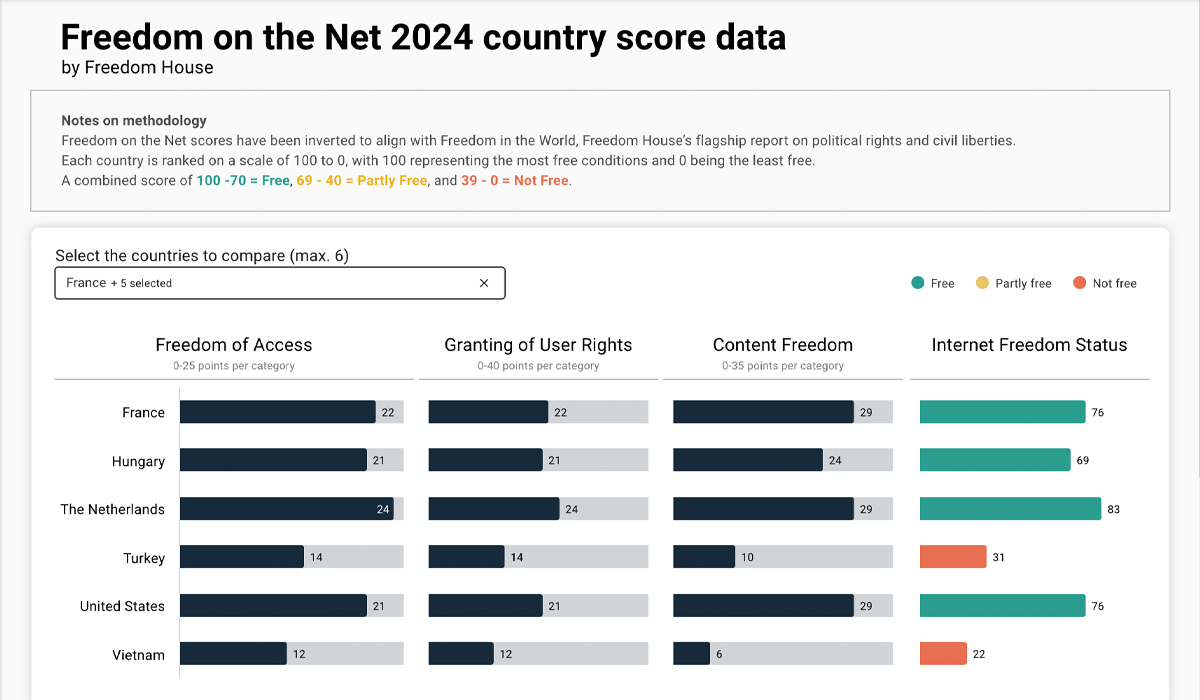 Freedom on the Net 2024 country score data
by Freedom House
Notes on methodology
Freedom on the Net scores have been inverted to align with Freedom in the World, Freedom House's flagship report on political rights and civil liberties.
Each country is ranked on a scale of 100 to 0, with 100 representing the most free conditions and 0 being the least free.
A combined score of 100 -70 = Free, 69 - 40 = Partly Free, and 39 - 0 = Not Free.
Select the countries to compare (max. 6)
France + 5 selected ×
Free Partly free Not free
Freedom of Access Granting of User Rights Content Freedom Internet Freedom Status
0-25 points per category 0-40 points per category 0-35 points per category
France 22 22 29 76
Hungary 21 21 24 69
The Netherlands 24 24 29 83
Turkey 14 14 10 31
United States 21 21 29 76
Vietnam 12 12 6 22